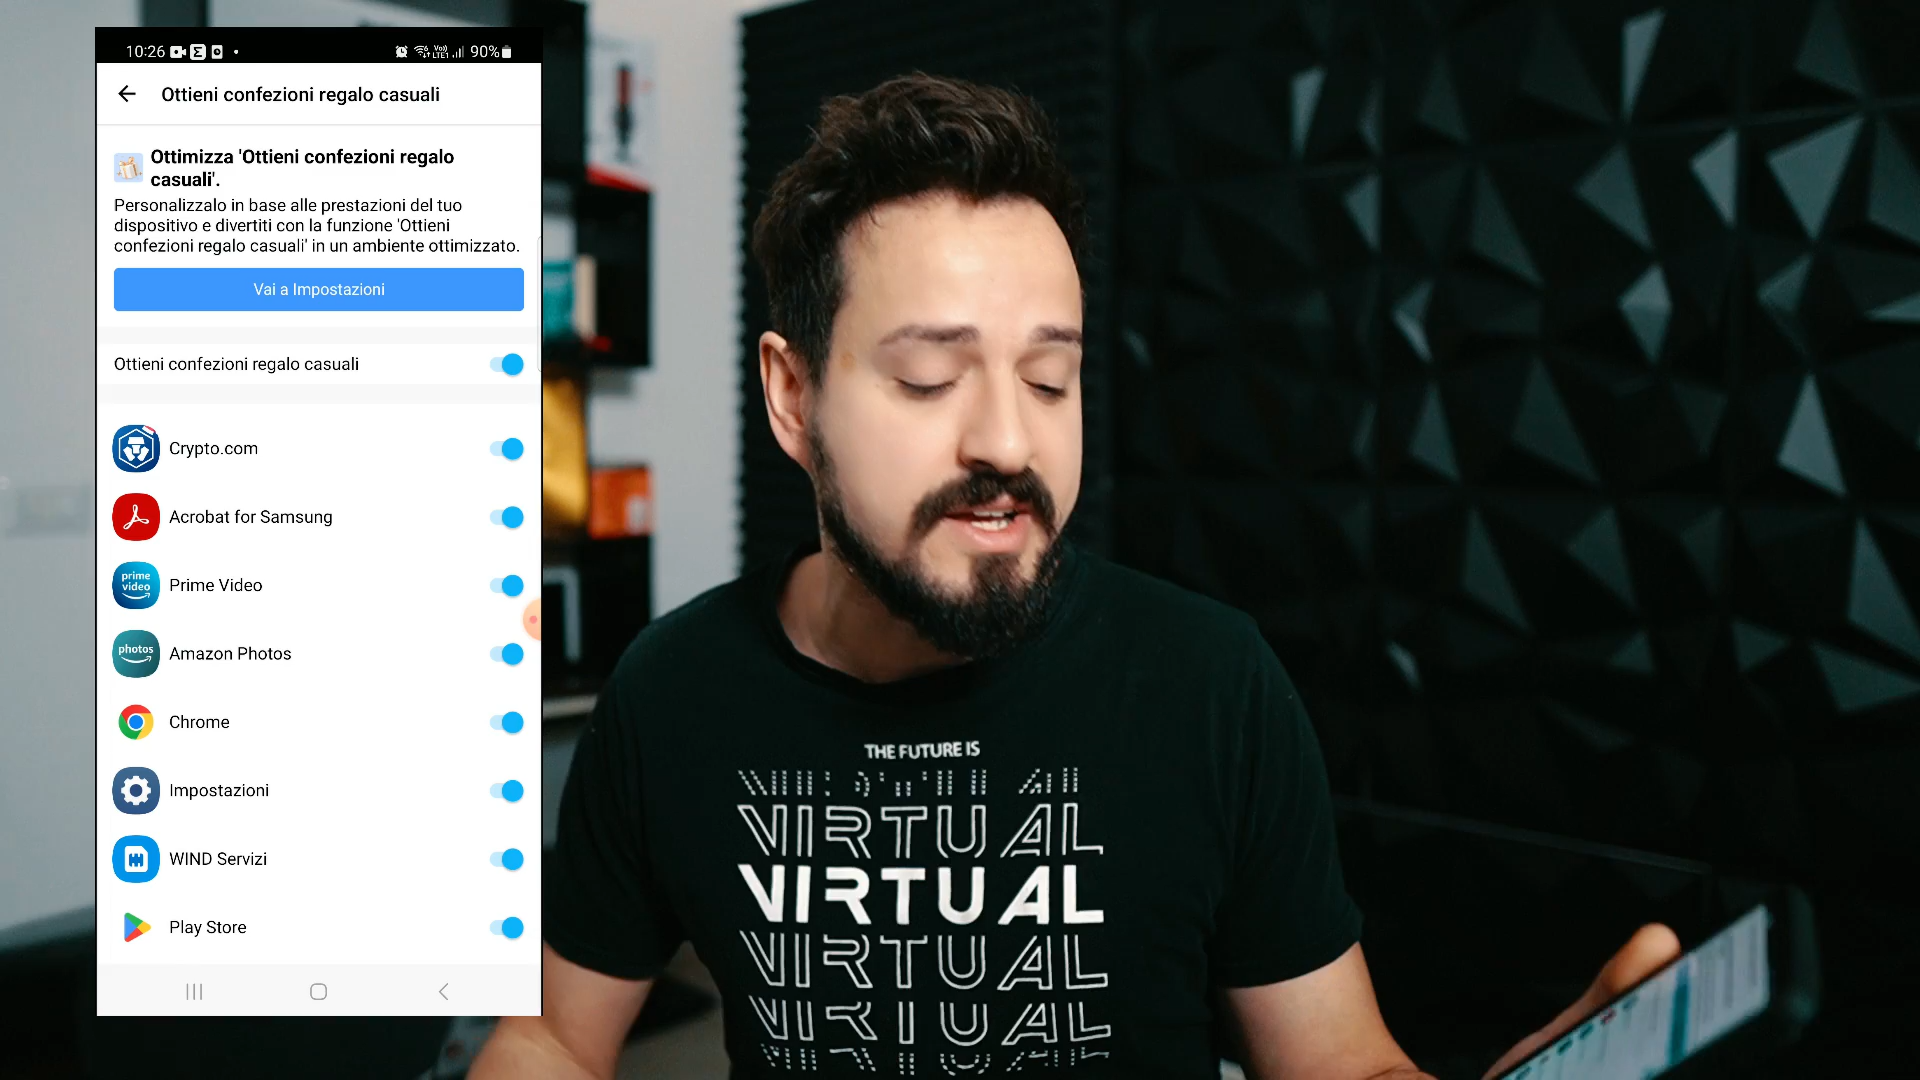 10:26
90%
Ottieni confezioni regalo casuali
Ottimizza 'Ottieni confezioni regalo
casuali'.
Personalizzalo in base alle prestazioni del tuo
dispositivo e divertiti con la funzione 'Ottieni
confezioni regalo casuali' in un ambiente ottimizzato.
Vai a Impostazioni
Ottieni confezioni regalo casuali
Crypto.com
Acrobat for Samsung
prime
video
Prime Video
photos
Amazon Photos
Chrome
Impostazioni
WIND Servizi
Play Store
THE FUTURE IS
VIRTUAL
VIRTUAL
VIRTUAL
VIRTUAL
VIRTUAL
VIRTUAL